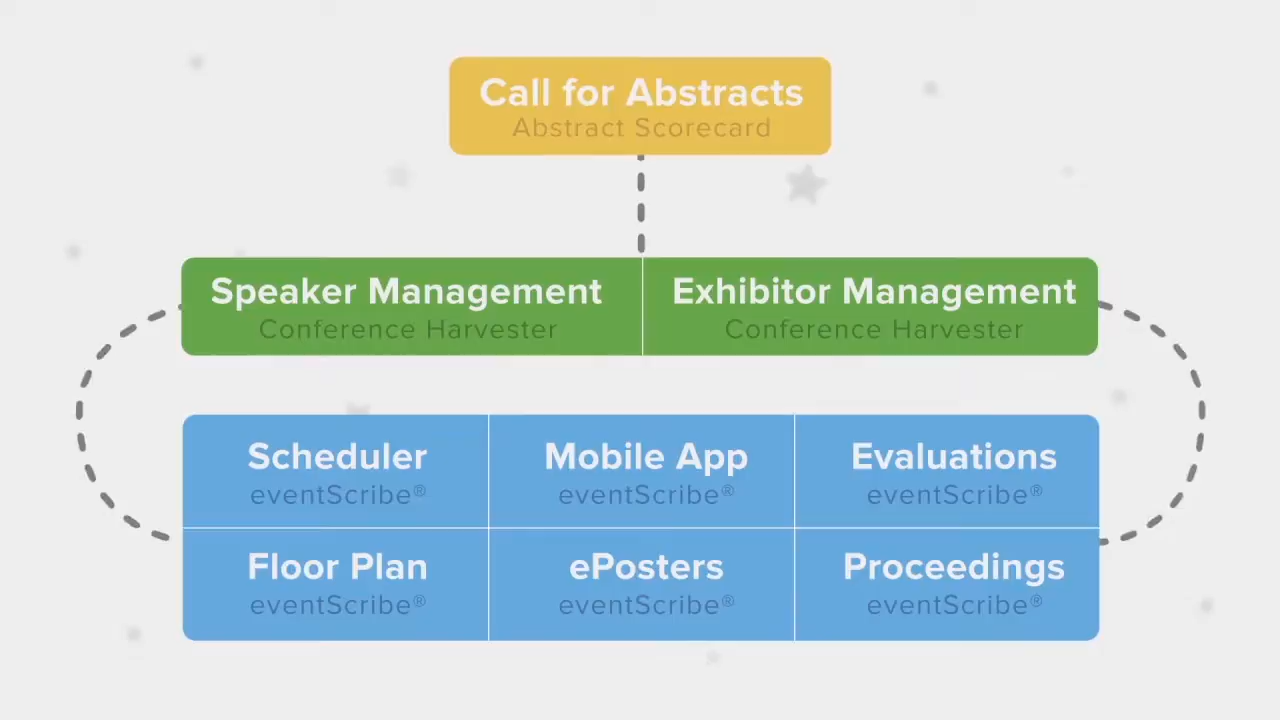 Call for Abstracts
Abstract Scorecard
Speaker Management
Conference Harvester
Exhibitor Management
Conference Harvester
Scheduler
eventScribe®
Mobile App
eventScribe®
Evaluations
eventScribe®
Floor Plan
eventScribe®
ePosters
eventScribe®
Proceedings
eventScribe®